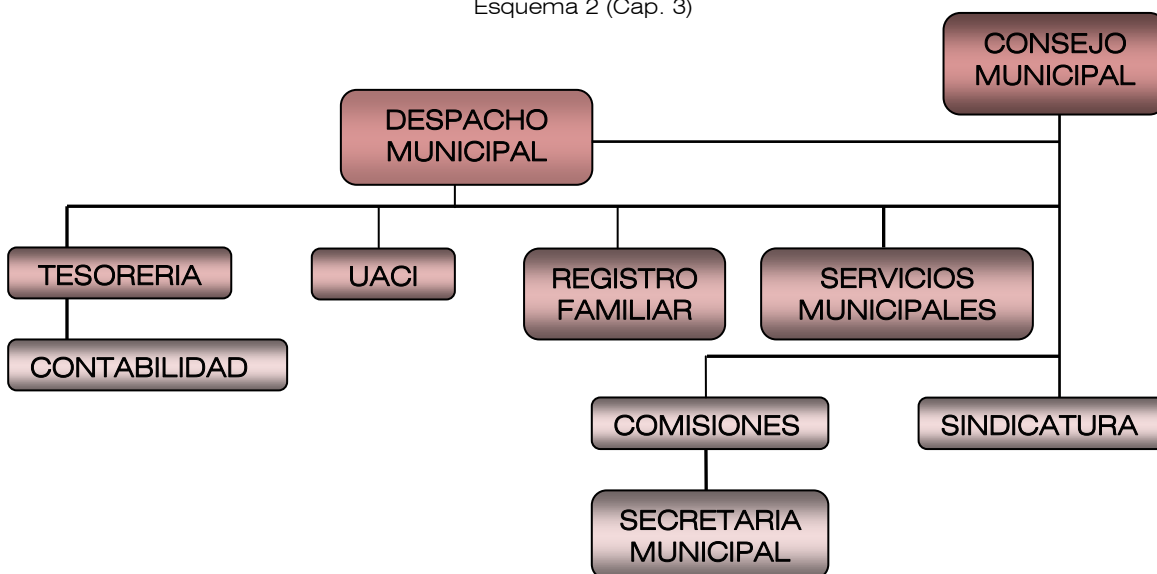 Esquema 2 (Cap. 3)
CONSEJO
MUNICIPAL
DESPACHO
MUNICIPAL
TESORERIA
UACI
REGISTRO
FAMILIAR
SERVICIOS
MUNICIPALES
CONTABILIDAD
COMISIONES
SINDICATURA
SECRETARIA
MUNICIPAL